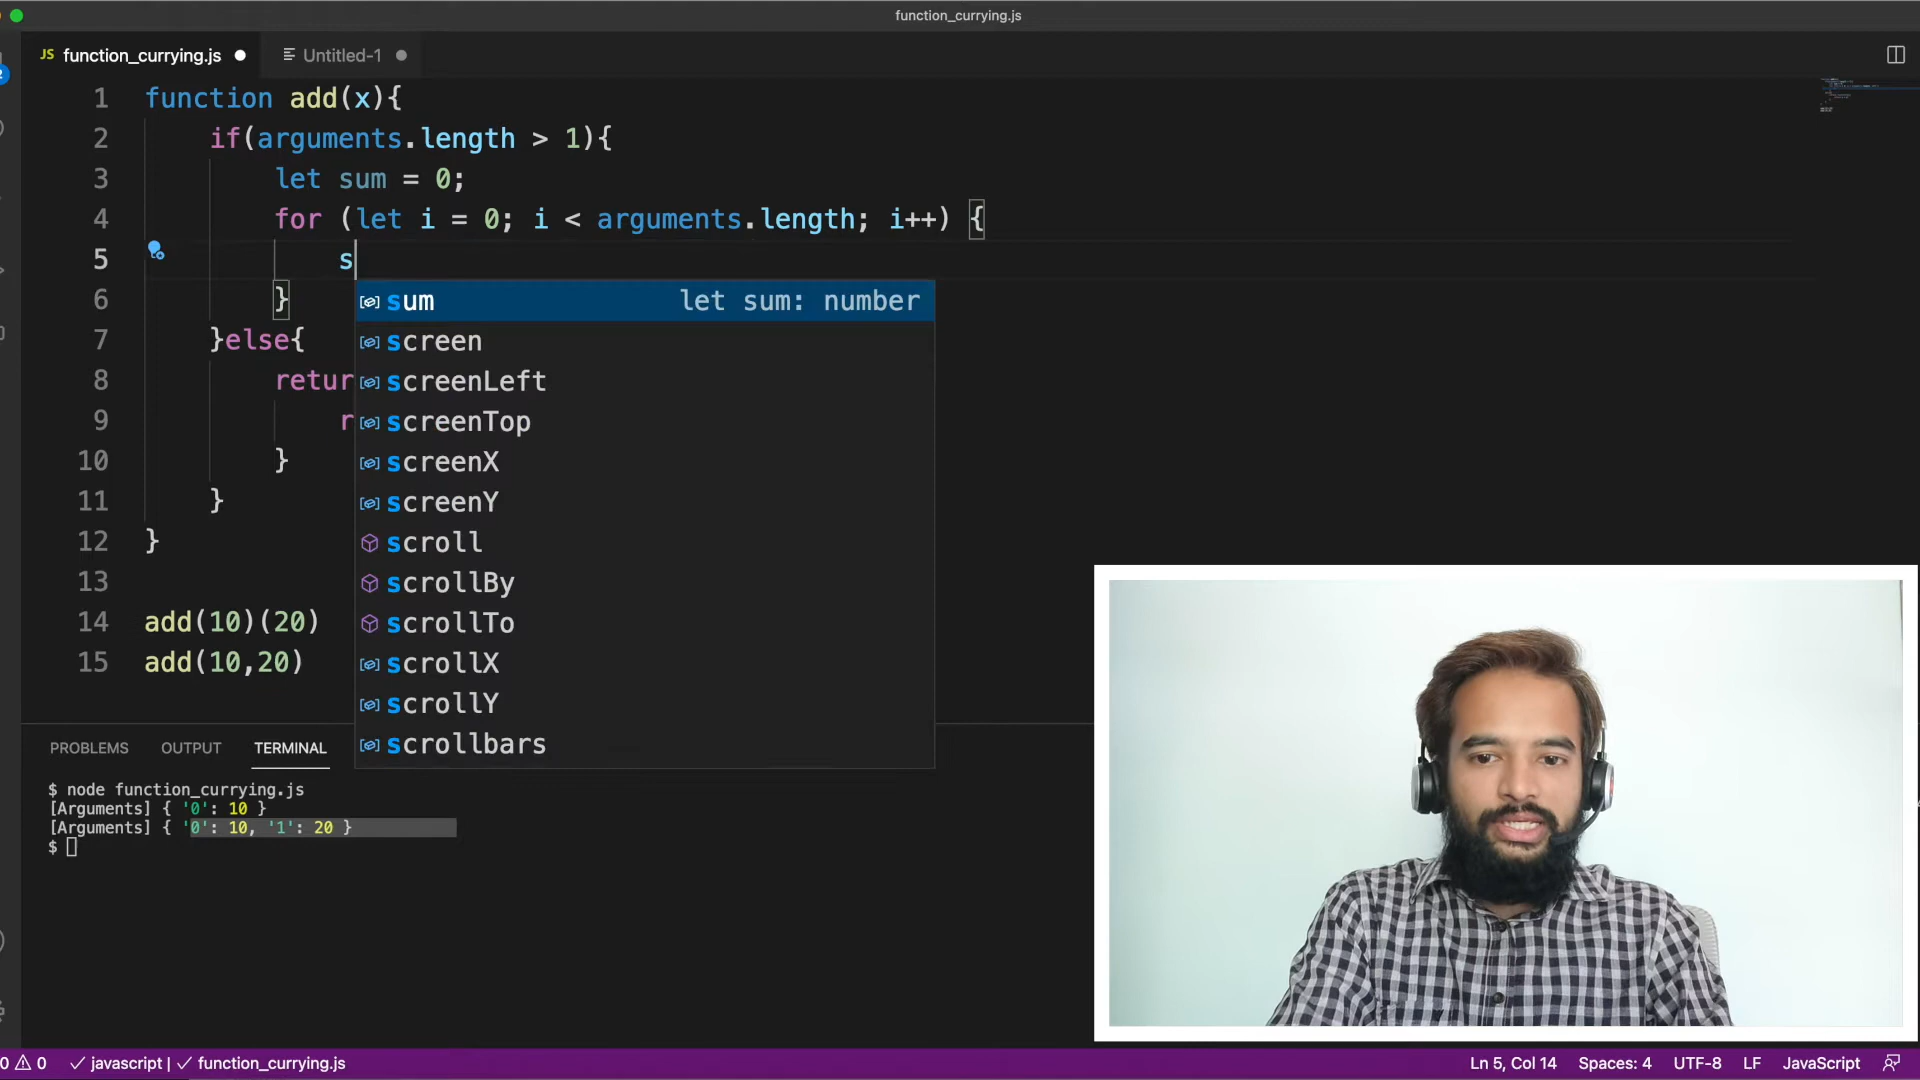 function_currying.js
JS function_currying.js
Untitled-1
1 function add(x){
2 if(arguments.length > 1){
3 let sum = 0;
4 for (let i = 0; i < arguments.length; i++) {
5 s
6 }
sum let sum: number
7 }else{
screen
8 retur
screenLeft
9 r
screenTop
10 }
screenX
11 }
screenY
12 }
scroll
13
scrollBy
14 add(10)(20)
scrollTo
15 add(10,20)
scrollX
scrollY
scrollbars
PROBLEMS OUTPUT TERMINAL
$ node function_currying.js
[Arguments] { '0': 10 }
[Arguments] { '0': 10, '1': 20 }
$
0 0 javascript | function_currying.js Ln 5, Col 14 Spaces: 4 UTF-8 LF JavaScript